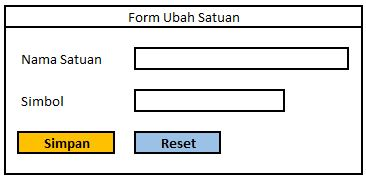 Form Ubah Satuan
Nama Satuan
Simbol
Simpan Reset